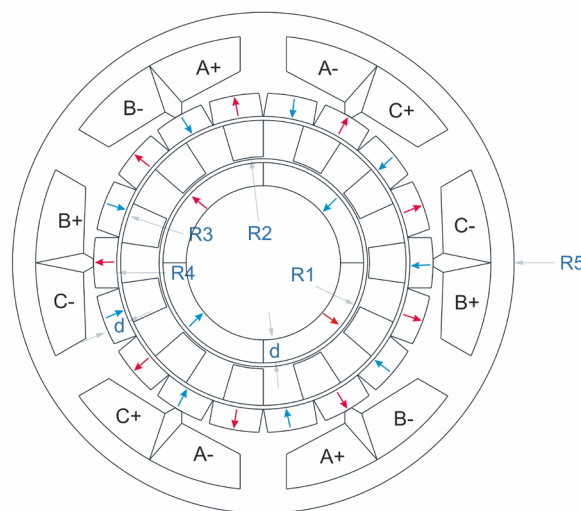 A+
A-
B-
C+
B+
C-
R3
R2
R4
R1
R5
C-
B+
d
d
C+
B-
A-
A+